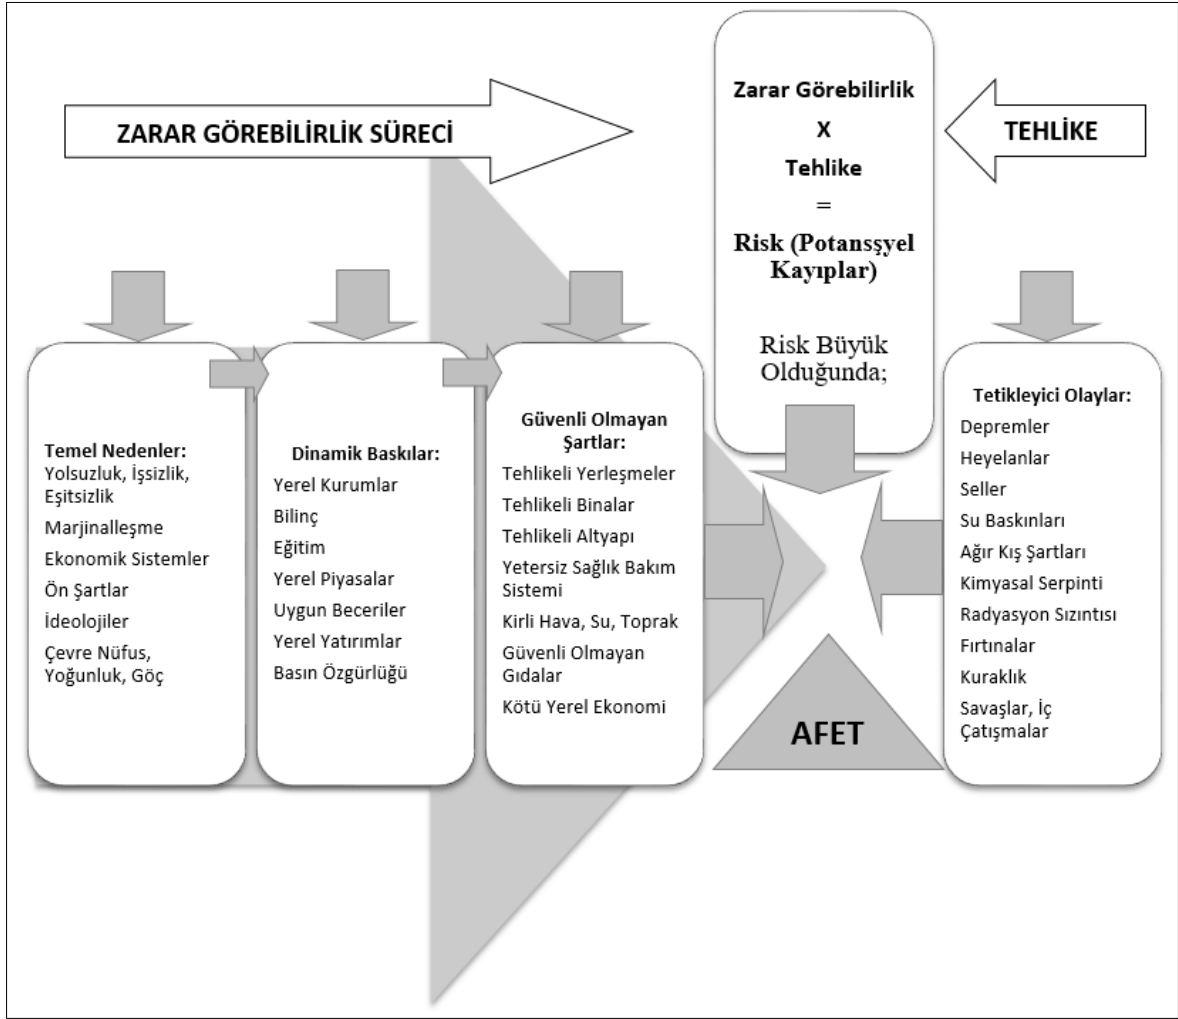 ZARAR GÖREBİLİRLİK SÜRECİ
Zarar Görebilirlik
X
Tehlike
=
Risk (Potansşyel
Kayıplar)
Risk Büyük
Olduğunda;
TEHLİKE
Temel Nedenler:
Yolsuzluk, İşsizlik,
Eşitsizlik
Marjinalleşme
Ekonomik Sistemler
Ön Şartlar
İdeolojiler
Çevre Nüfus,
Yoğunluk, Göç
Dinamik Baskılar:
Yerel Kurumlar
Bilinç
Eğitim
Yerel Piyasalar
Uygun Beceriler
Yerel Yatırımlar
Basın Özgürlüğü
Güvenli Olmayan
Şartlar:
Tehlikeli Yerleşmeler
Tehlikeli Binalar
Tehlikeli Altyapı
Yetersiz Sağlık Bakım
Sistemi
Kirli Hava, Su, Toprak
Güvenli Olmayan
Gıdalar
Kötü Yerel Ekonomi
AFET
Tetikleyici Olaylar:
Depremler
Heyelanlar
Seller
Su Baskınları
Ağır Kış Şartları
Kimyasal Serpinti
Radyasyon Sızıntısı
Fırtınalar
Kuraklık
Savaşlar, İç
Çatışmalar